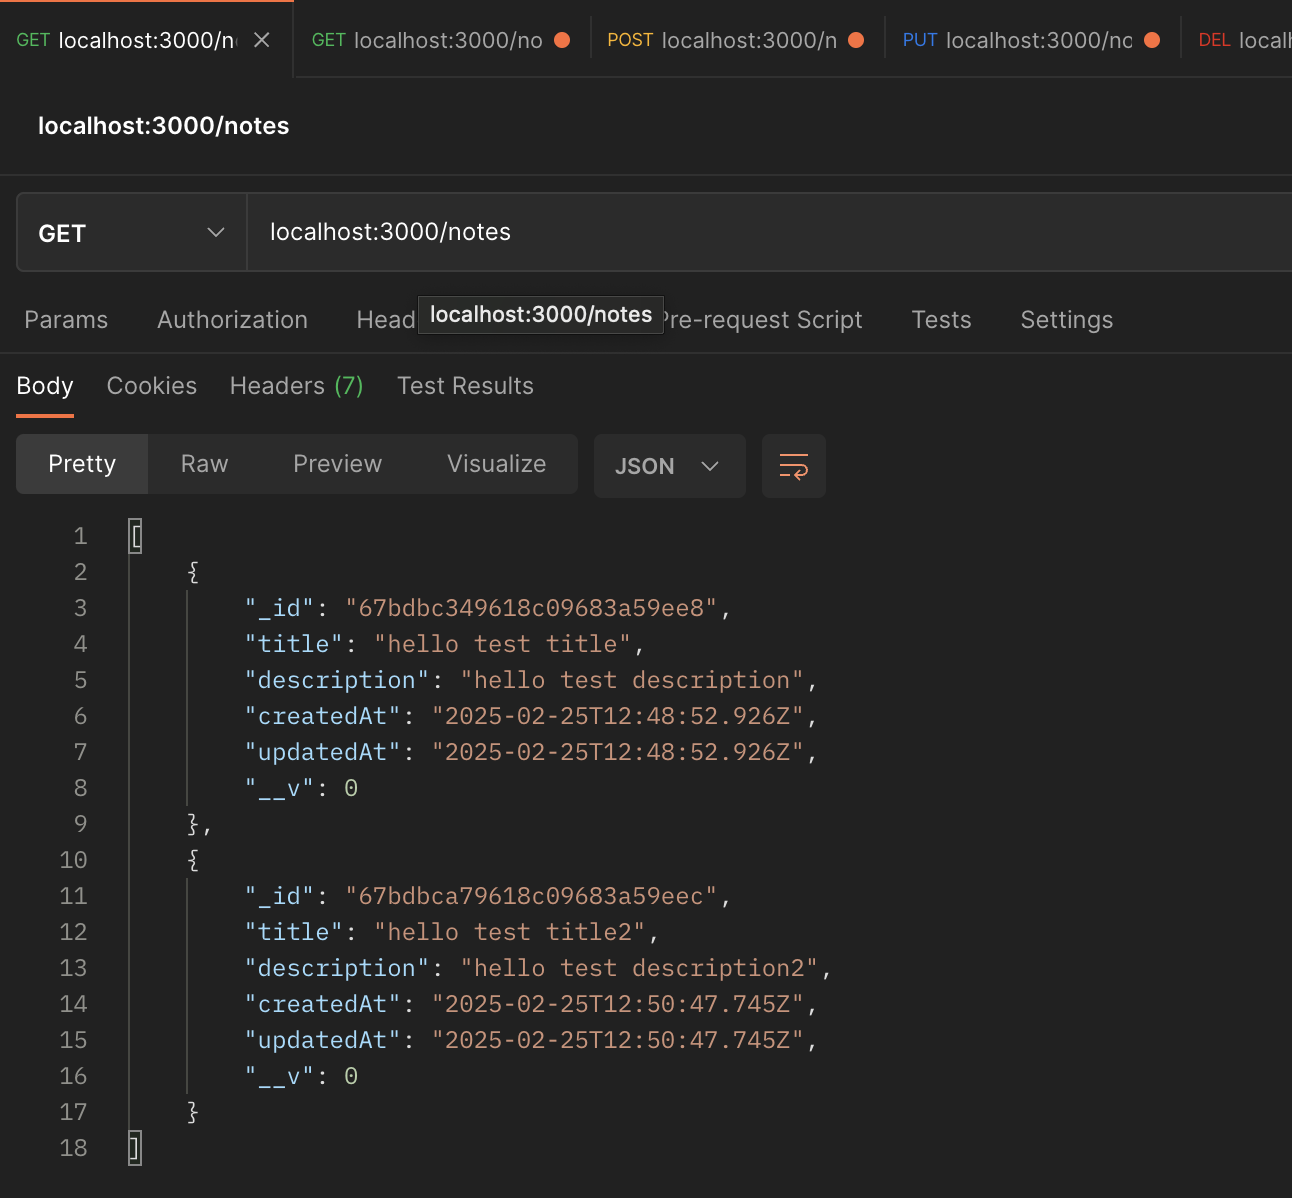 GET localhost:3000/n
GET localhost:3000/no
POST localhost:3000/n
PUT localhost:3000/no
DEL local
localhost:3000/notes
GET localhost:3000/notes
Params Authorization Head localhost:3000/notes Pre-request Script Tests Settings
Body Cookies Headers (7) Test Results
Pretty Raw Preview Visualize JSON
1 [
2 {
3 "_id": "67bdbc349618c09683a59ee8",
4 "title": "hello test title",
5 "description": "hello test description",
6 "createdAt": "2025-02-25T12:48:52.926Z",
7 "updatedAt": "2025-02-25T12:48:52.926Z",
8 "__v": 0
9 },
10 {
11 "_id": "67bdbca79618c09683a59eec",
12 "title": "hello test title2",
13 "description": "hello test description2",
14 "createdAt": "2025-02-25T12:50:47.745Z",
15 "updatedAt": "2025-02-25T12:50:47.745Z",
16 "__v": 0
17 }
18 ]